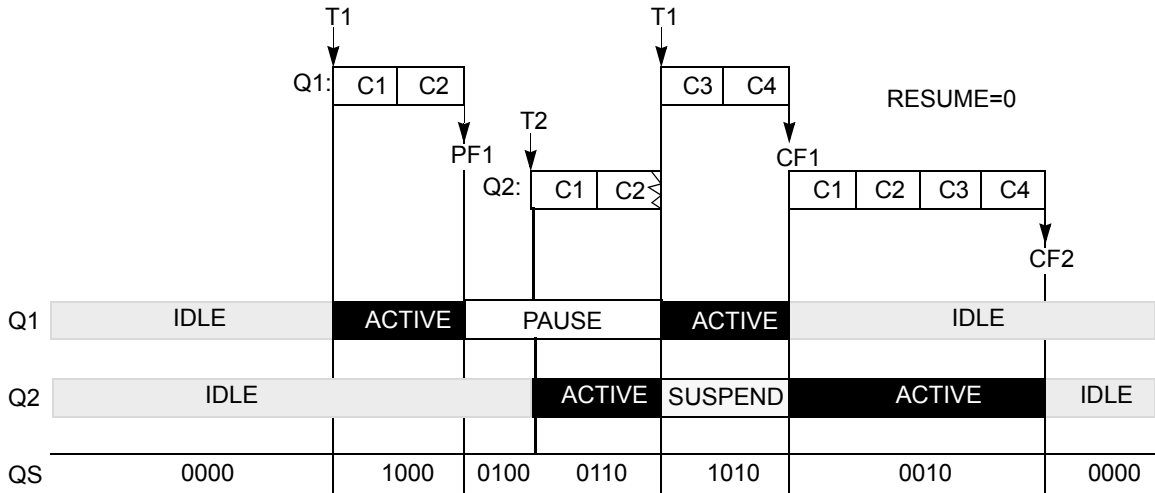 T1 T1
Q1: C1 C2 C3 C4
RESUME=0
T2
PF1 CF1
Q2: C1 C2 C1 C2 C3 C4
CF2
Q1 IDLE ACTIVE PAUSE ACTIVE IDLE
Q2 IDLE ACTIVE SUSPEND ACTIVE IDLE
QS 0000 1000 0100 0110 1010 0010 0000